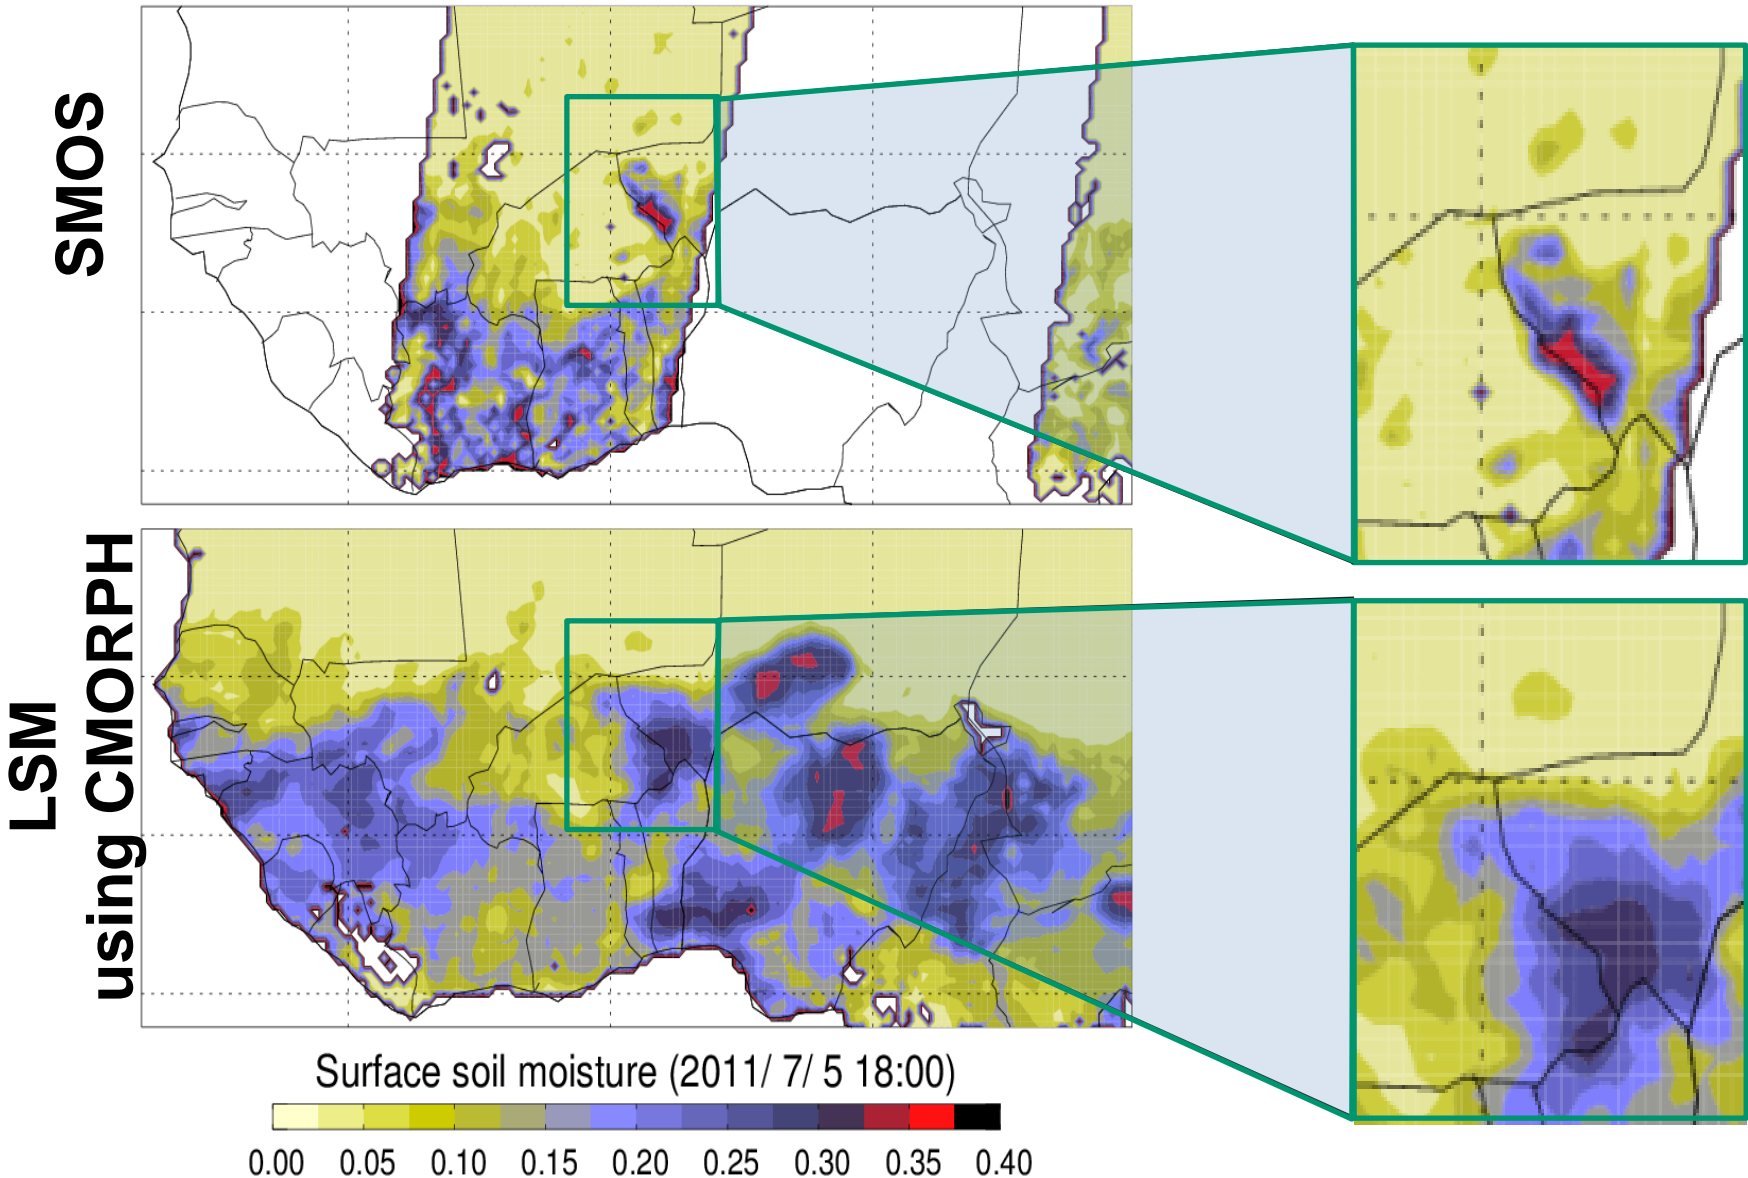 SMOS
LSM
using CMORPH
Surface soil moisture (2011/ 7/ 5 18:00)
0.00 0.05 0.10 0.15 0.20 0.25 0.30 0.35 0.40